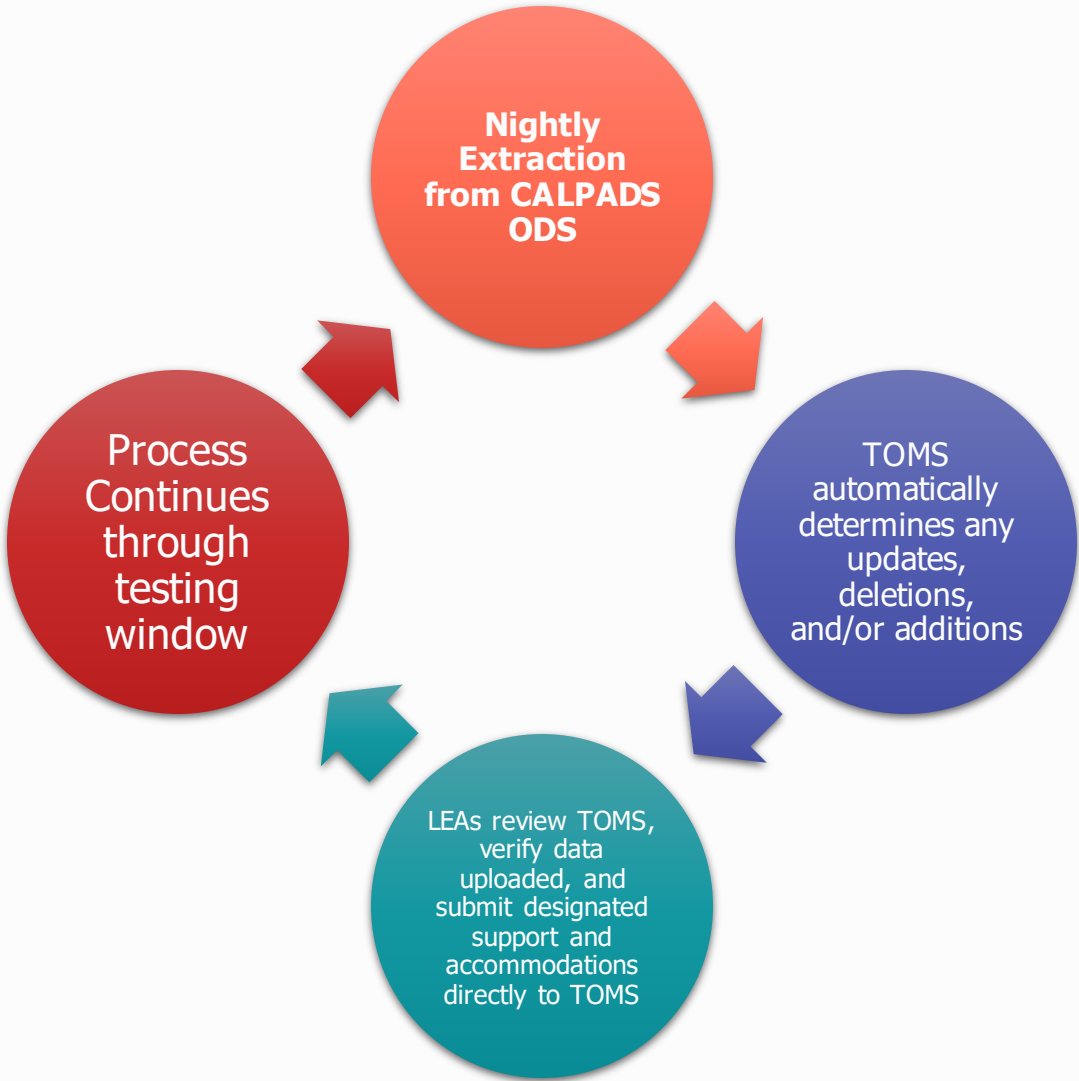 Nightly
Extraction
from CALPADS
ODS
TOMS
automatically
determines any
updates,
deletions,
and/or additions
LEAs review TOMS,
verify data
uploaded, and
submit designated
support and
accommodations
directly to TOMS
Process
Continues
through
testing
window